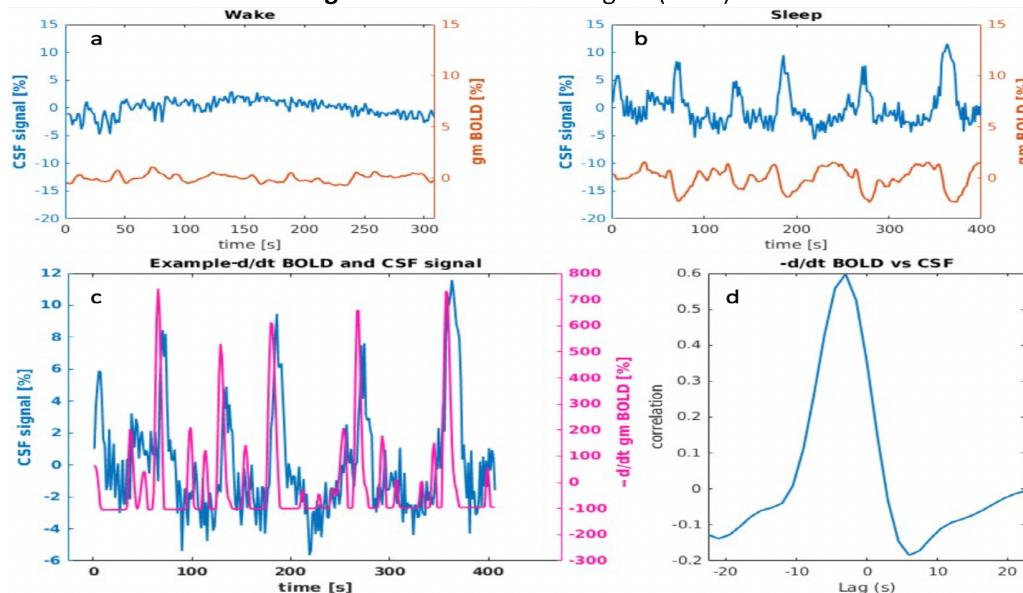 Wake
a
15
10
5
0
-5
-10
-15
-20
CSF signal [%]
15
10
5
0
gm BOLD [%]
0 50 100 150 200 250 300
time [s]
Sleep
b
15
10
5
0
-5
-10
-15
-20
CSF signal [%]
15
10
5
0
gm BOLD [%]
0 100 200 300 400
time [s]
Example-d/dt BOLD and CSF signal
c
12
10
8
6
4
2
0
-2
-4
-6
CSF signal [%]
800
700
600
500
400
300
200
100
0
-100
-200
-300
-d/dt gm BOLD [%]
0 100 200 300 400
time [s]
-d/dt BOLD vs CSF
d
0.6
0.5
0.4
0.3
0.2
0.1
0
-0.1
-0.2
correlation
-20 -10 0 10 20
Lag (s)